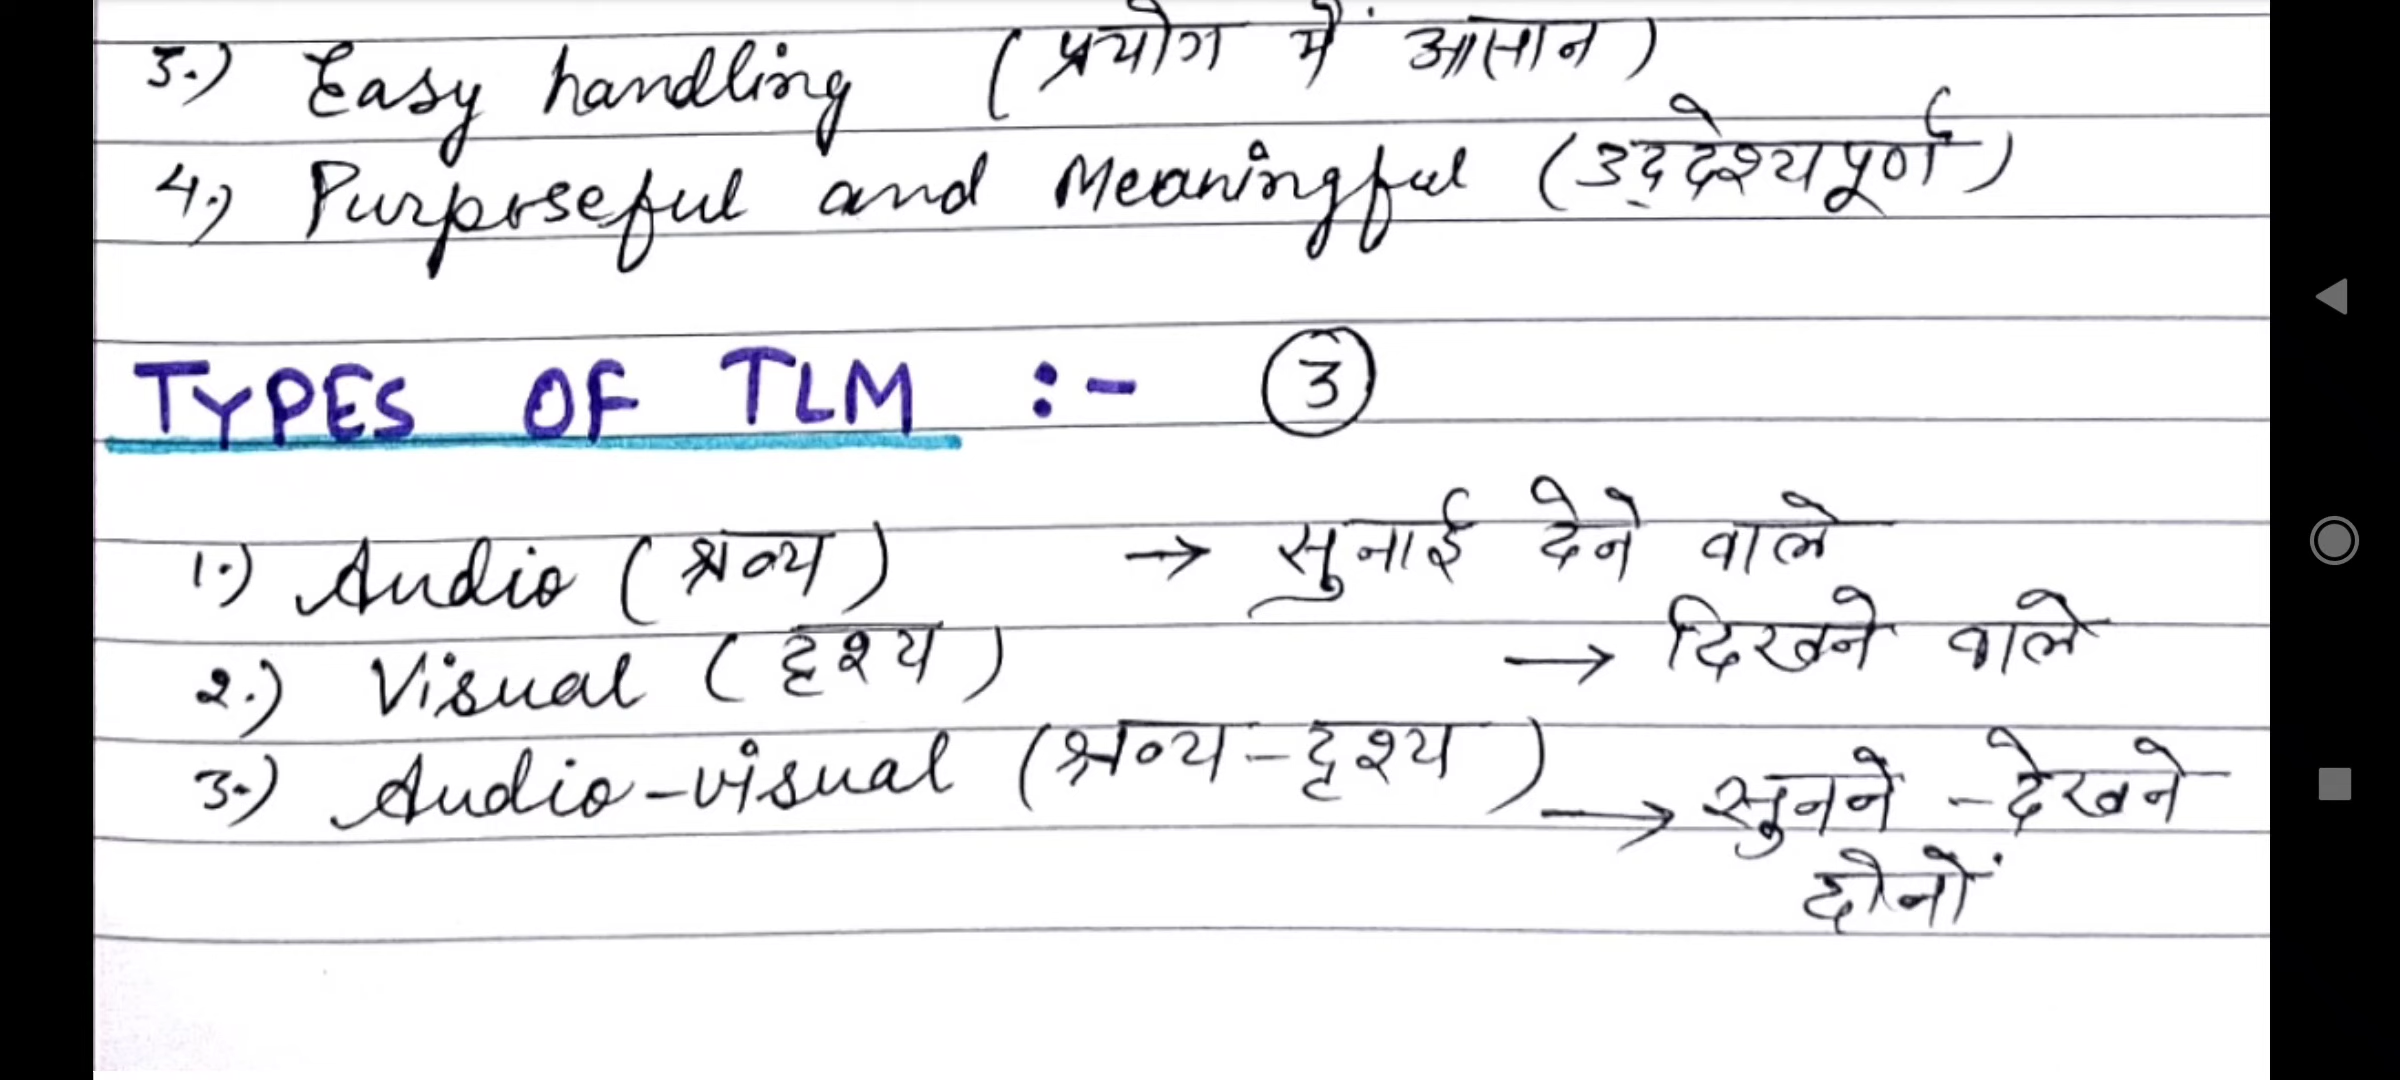 3.) Easy handling (प्रयोग में आसान)
4.) Purposeful and Meaningful (उद्देश्यपूर्ण)
TYPES OF TLM :- 3
1.) Audio (श्रव्य) → सुनाई देने वाले
2.) Visual (दृश्य) → दिखने वाले
3.) Audio-visual (श्रव्य-दृश्य) → सुनने-देखने
दोनों